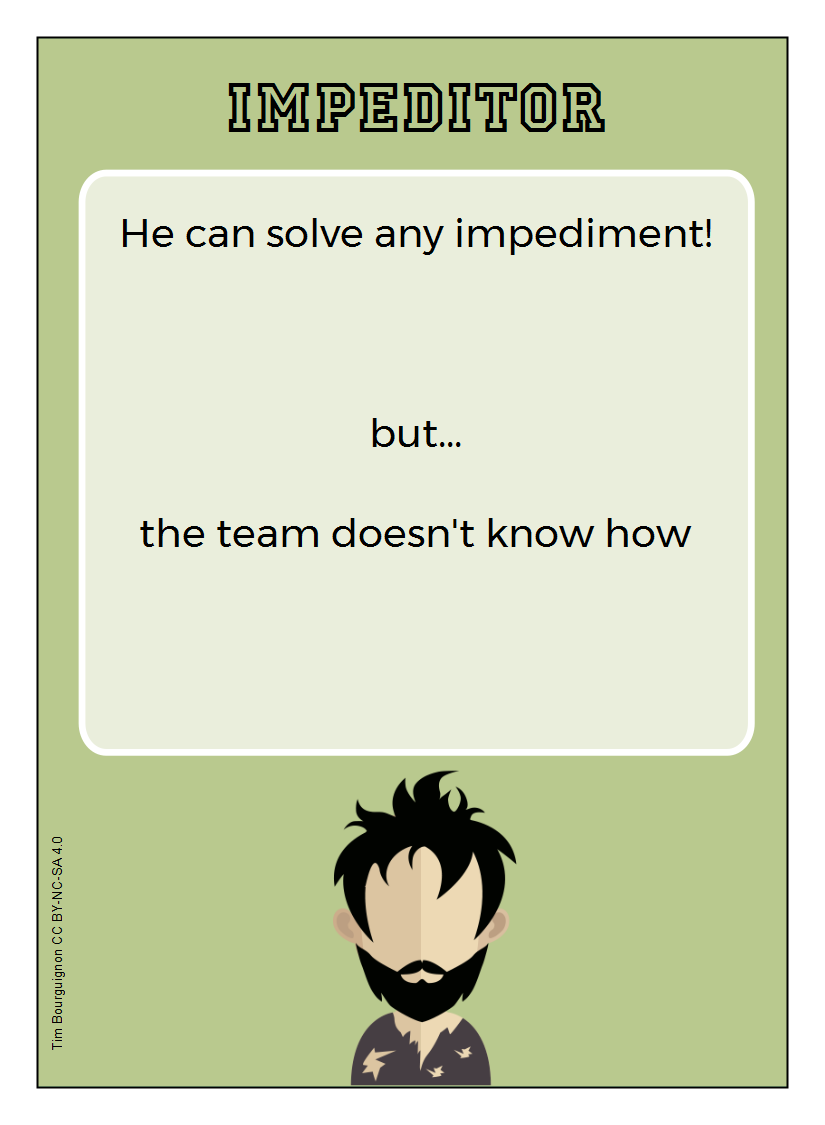 IMPEDITOR
He can solve any impediment!
but...
the team doesn't know how
Tim Bourguignon CC BY-NC-SA 4.0